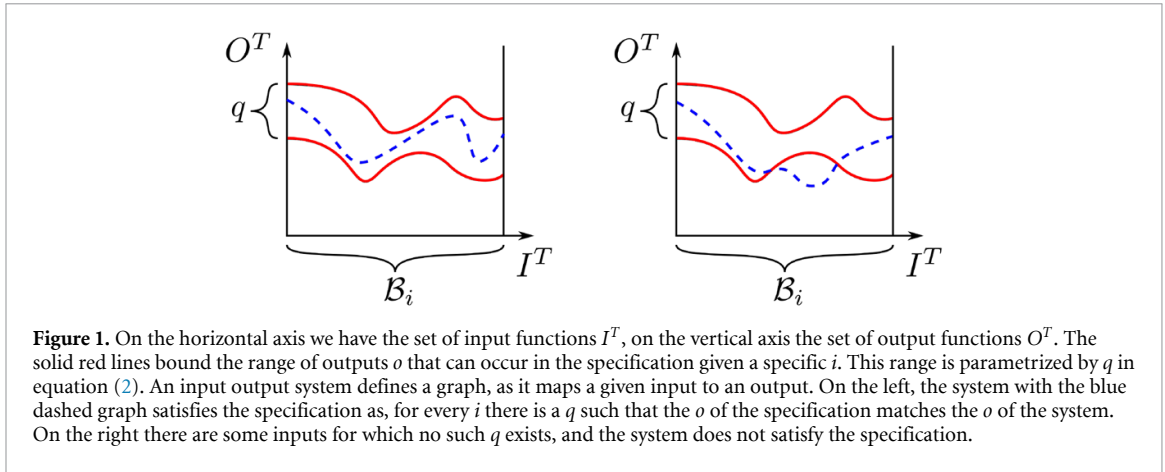 O^T
q
I^T
B_i
O^T
q
I^T
B_i
Figure 1. On the horizontal axis we have the set of input functions I^T, on the vertical axis the set of output functions O^T. The
solid red lines bound the range of outputs o that can occur in the specification given a specific i. This range is parametrized by q in
equation (2). An input output system defines a graph, as it maps a given input to an output. On the left, the system with the blue
dashed graph satisfies the specification as, for every i there is a q such that the o of the specification matches the o of the system.
On the right there are some inputs for which no such q exists, and the system does not satisfy the specification.